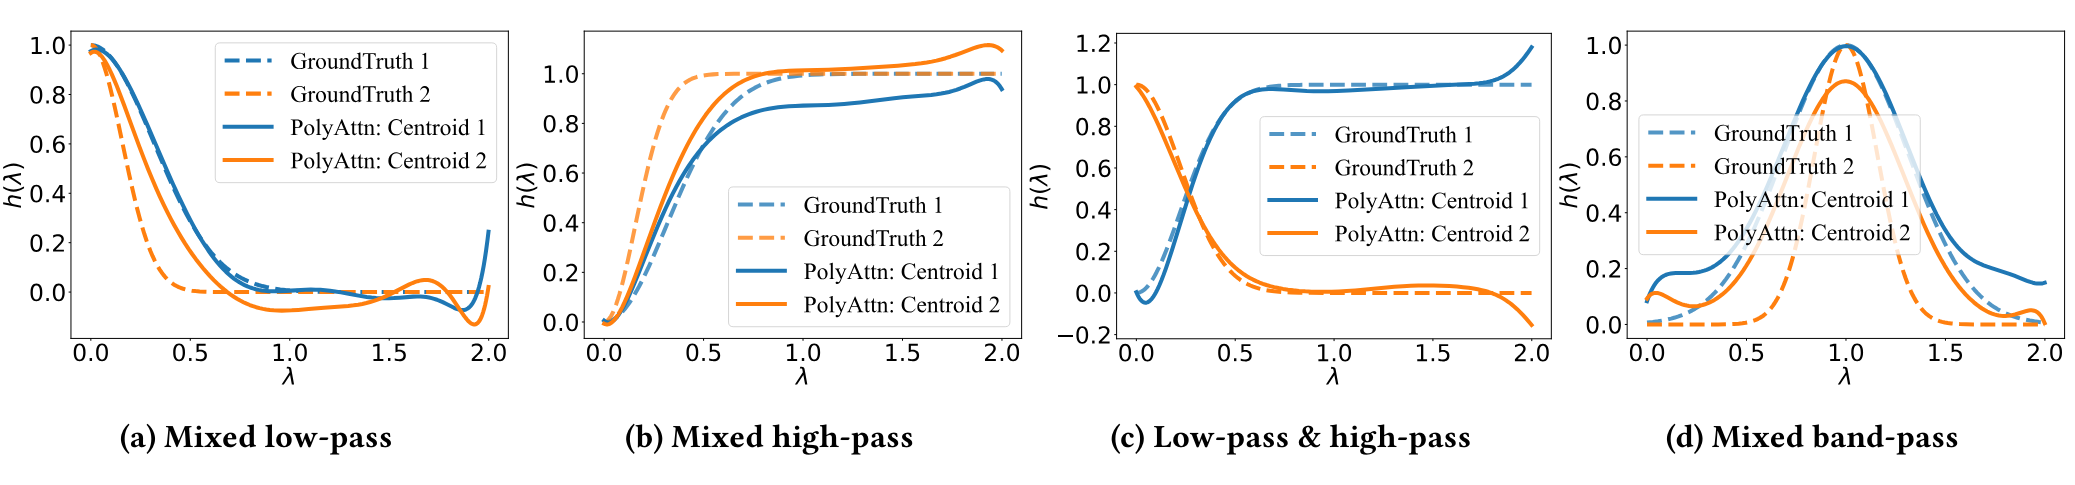 1.0
0.8
0.6
0.4
0.2
0.0
h(λ)
GroundTruth 1
GroundTruth 2
PolyAttn: Centroid 1
PolyAttn: Centroid 2
0.0 0.5 1.0 1.5 2.0
λ
(a) Mixed low-pass
1.0
0.8
0.6
0.4
0.2
0.0
h(λ)
GroundTruth 1
GroundTruth 2
PolyAttn: Centroid 1
PolyAttn: Centroid 2
0.0 0.5 1.0 1.5 2.0
λ
(b) Mixed high-pass
1.2
1.0
0.8
0.6
0.4
0.2
0.0
−0.2
h(λ)
GroundTruth 1
GroundTruth 2
PolyAttn: Centroid 1
PolyAttn: Centroid 2
0.0 0.5 1.0 1.5 2.0
λ
(c) Low-pass & high-pass
1.0
0.8
0.6
0.4
0.2
0.0
h(λ)
GroundTruth 1
GroundTruth 2
PolyAttn: Centroid 1
PolyAttn: Centroid 2
0.0 0.5 1.0 1.5 2.0
λ
(d) Mixed band-pass